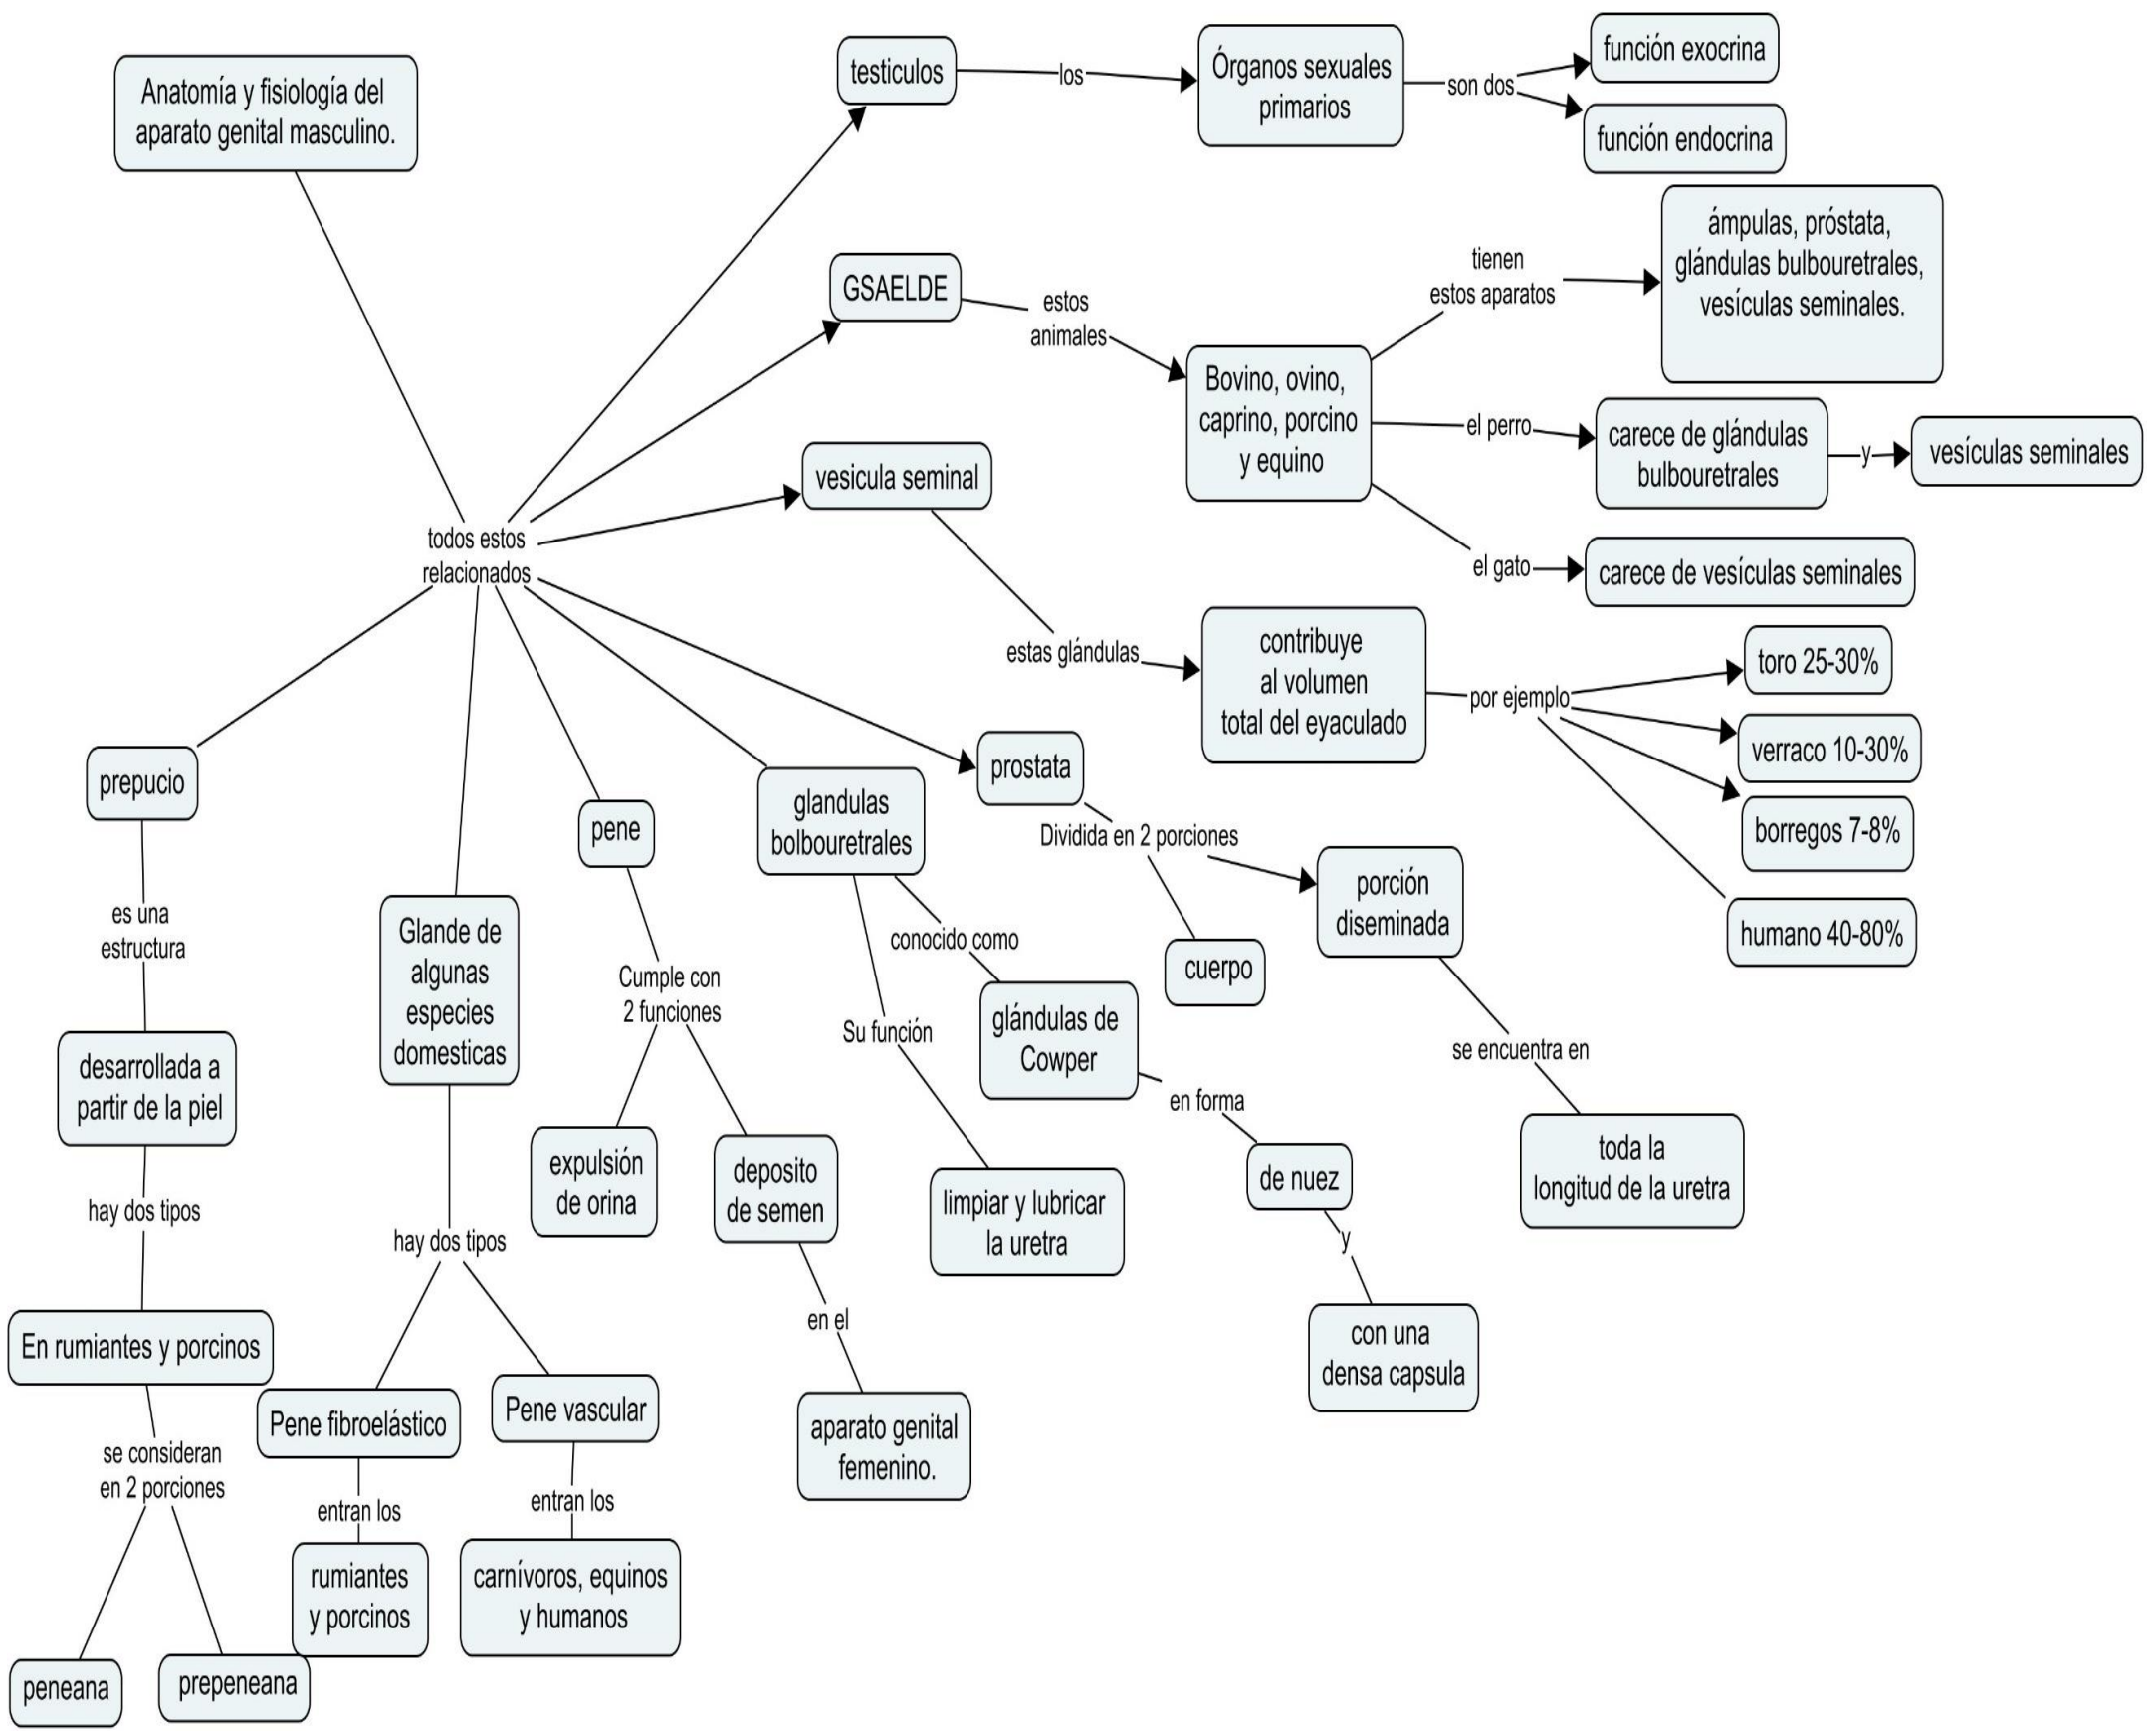 Anatomía y fisiología del
aparato genital masculino.
todos estos
relacionados
testiculos
los
Órganos sexuales
primarios
son dos
función exocrina
función endocrina
GSAELDE
estos
animales
Bovino, ovino,
caprino, porcino
y equino
tienen
estos aparatos
ámpulas, próstata,
glándulas bulbouretrales,
vesículas seminales.
el perro
carece de glándulas
bulbouretrales
y
vesículas seminales
el gato
carece de vesículas seminales
vesicula seminal
estas glándulas
contribuye
al volumen
total del eyaculado
por ejemplo
toro 25-30%
verraco 10-30%
borregos 7-8%
humano 40-80%
prostata
Dividida en 2 porciones
cuerpo
porción
diseminada
se encuentra en
toda la
longitud de la uretra
glandulas
bolbouretrales
conocido como
glándulas de
Cowper
en forma
de nuez
y
con una
densa capsula
Su función
limpiar y lubricar
la uretra
pene
Cumple con
2 funciones
expulsión
de orina
deposito
de semen
en el
aparato genital
femenino.
Glande de
algunas
especies
domesticas
hay dos tipos
Pene fibroelástico
entran los
rumiantes
y porcinos
Pene vascular
entran los
carnívoros, equinos
y humanos
prepucio
es una
estructura
desarrollada a
partir de la piel
hay dos tipos
En rumiantes y porcinos
se consideran
en 2 porciones
peneana
prepeneana